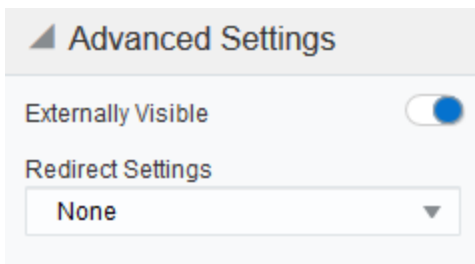 Advanced Settings
Externally Visible
Redirect Settings
None